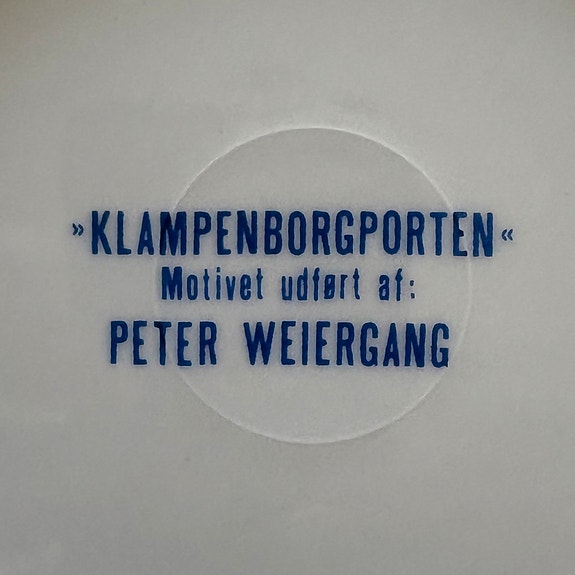 »KLAMPENBORGPORTEN«
Motivet udført af:
PETER WEIERGANG